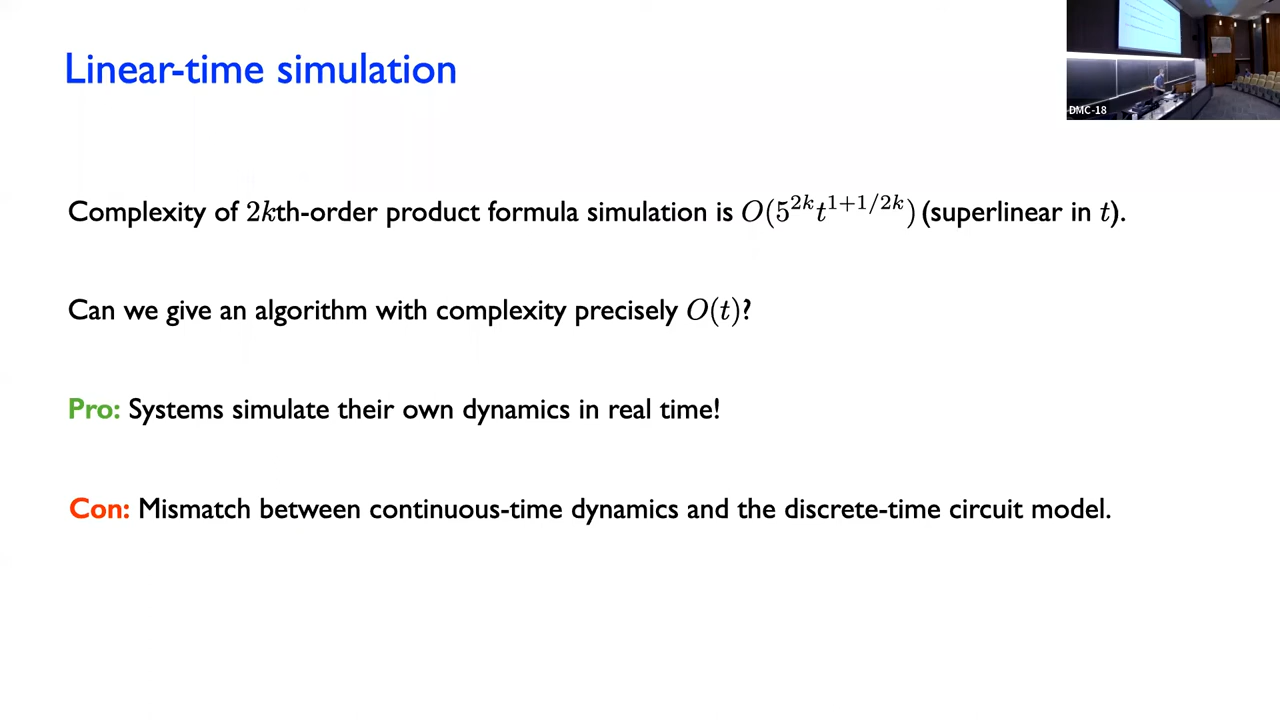 Linear-time simulation
DMC-18
Complexity of 2kth-order product formula simulation is O(5^{2k} t^{1+1/2k}) (superlinear in t).
Can we give an algorithm with complexity precisely O(t)?
Pro: Systems simulate their own dynamics in real time!
Con: Mismatch between continuous-time dynamics and the discrete-time circuit model.